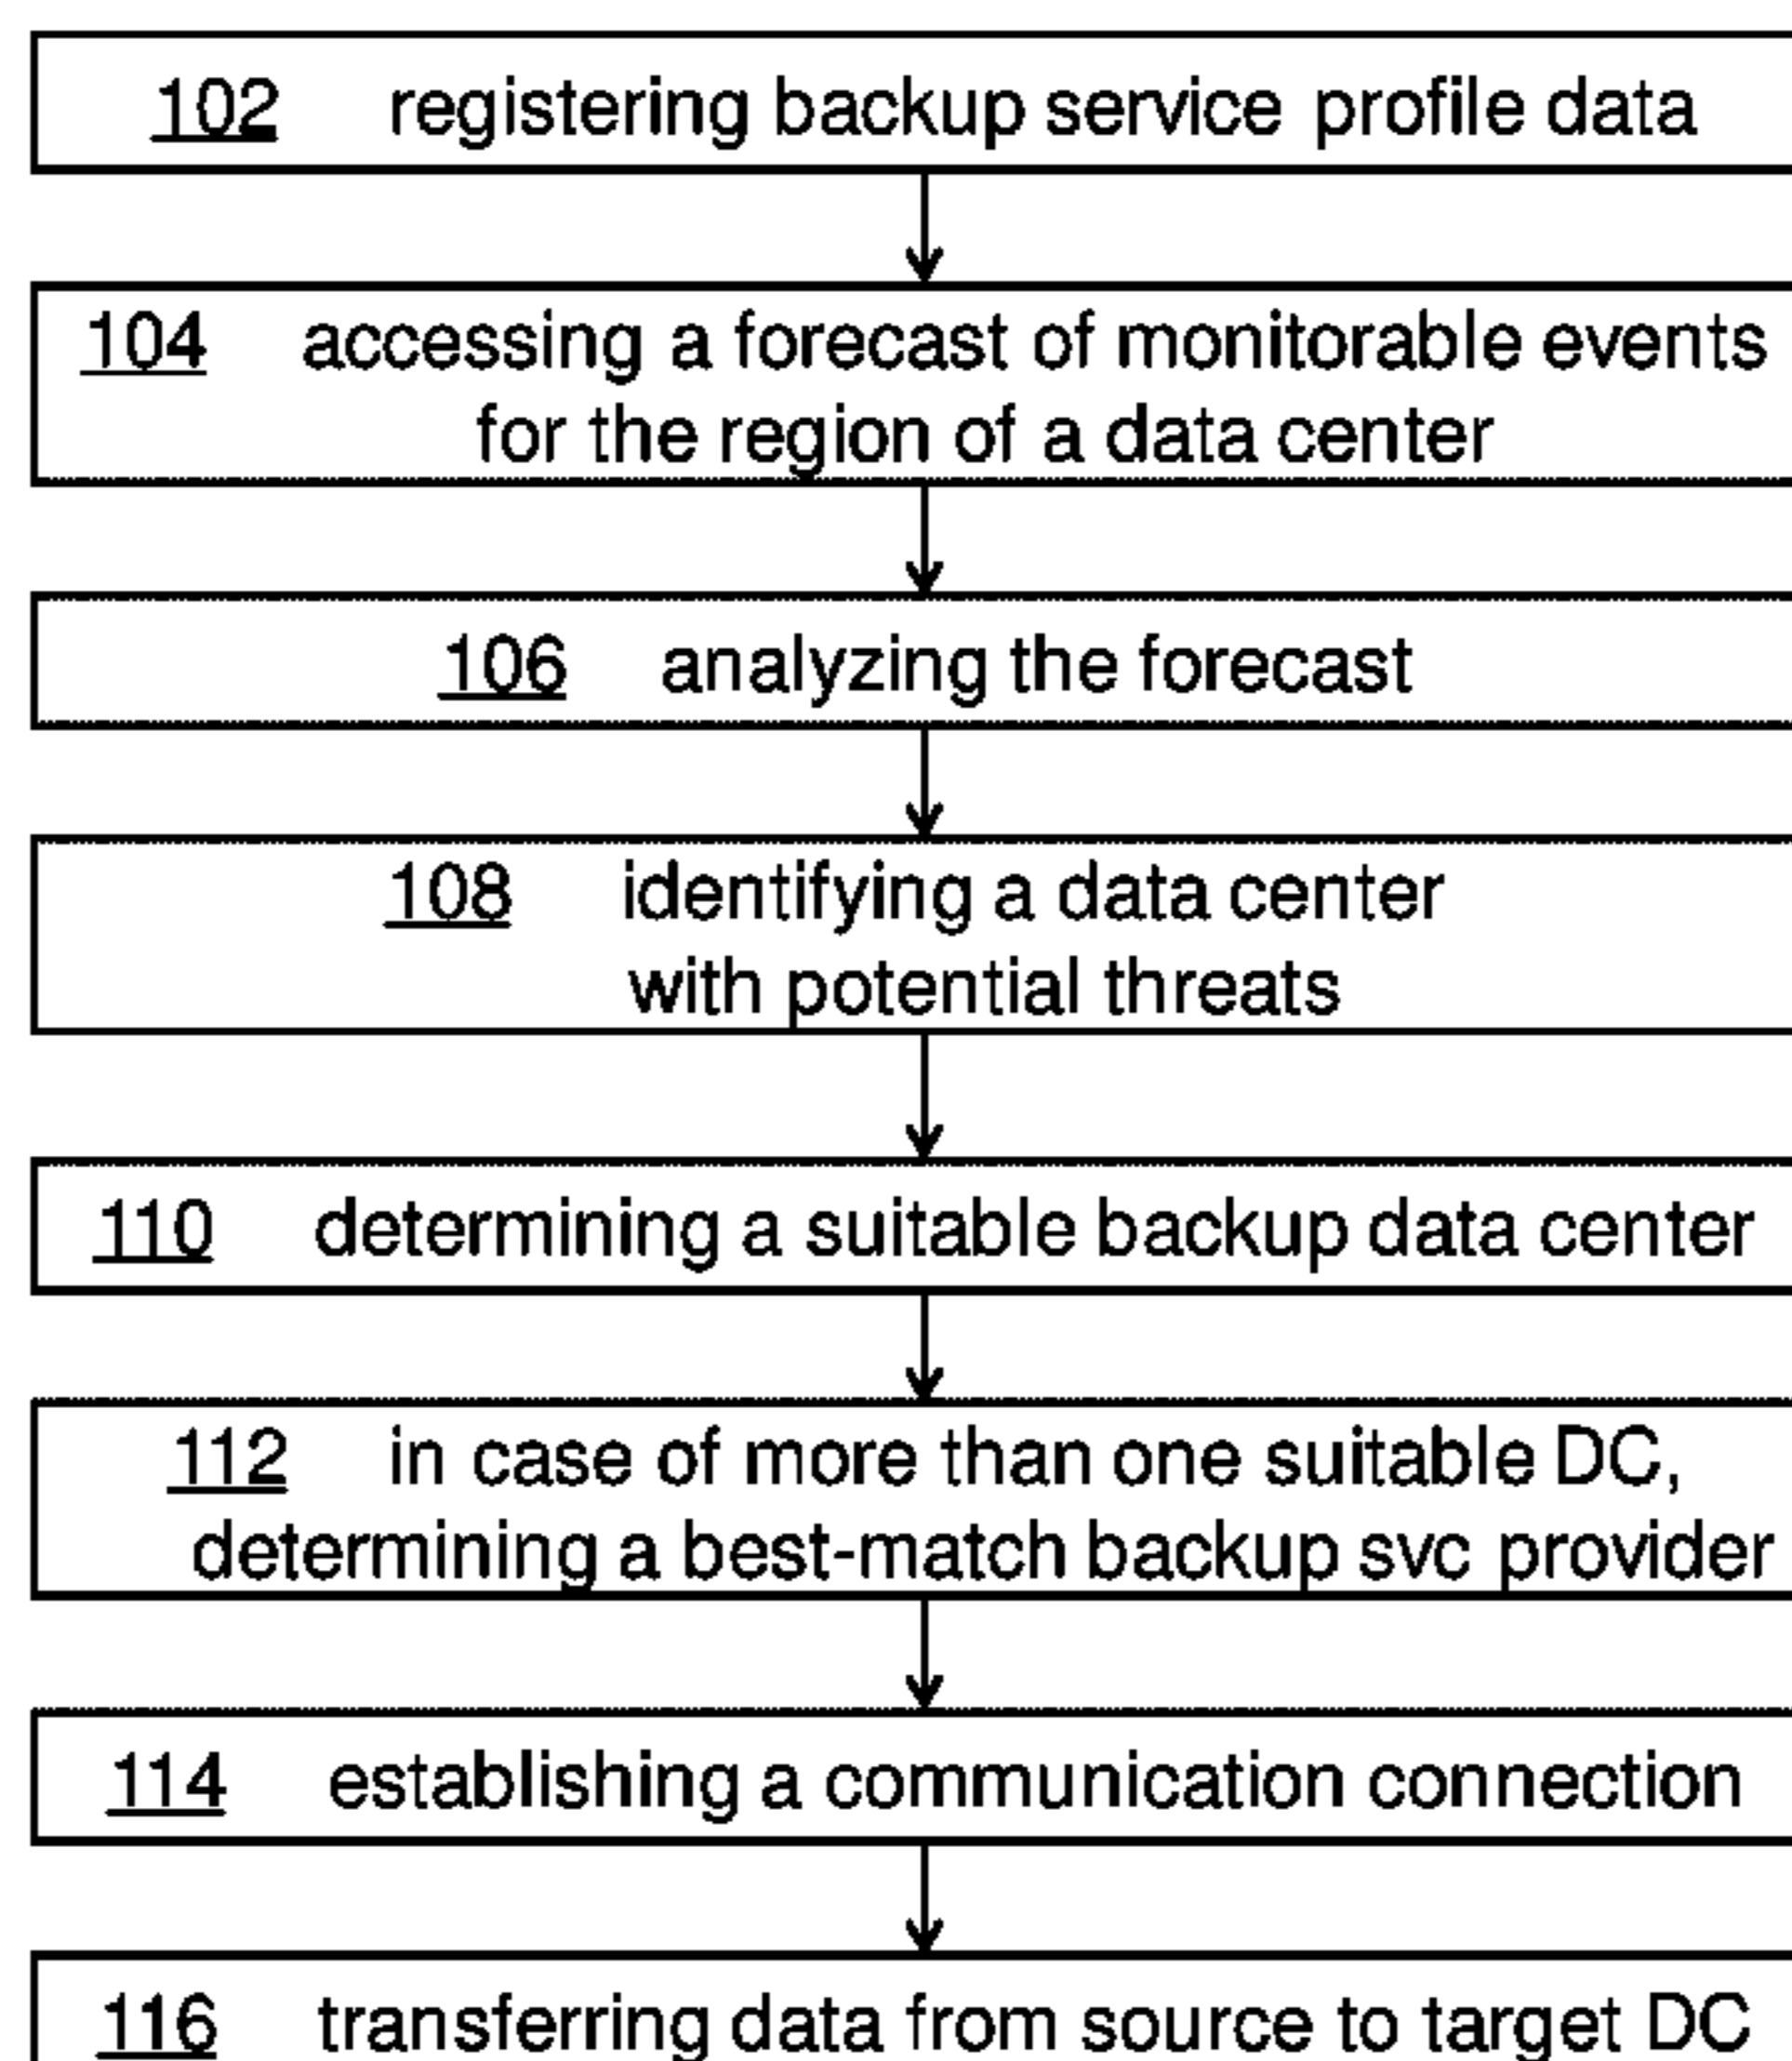 102 registering backup service profile data
104 accessing a forecast of monitorable events
for the region of a data center
106 analyzing the forecast
108 identifying a data center
with potential threats
110 determining a suitable backup data center
112 in case of more than one suitable DC,
determining a best-match backup svc provider
114 establishing a communication connection
116 transferring data from source to target DC